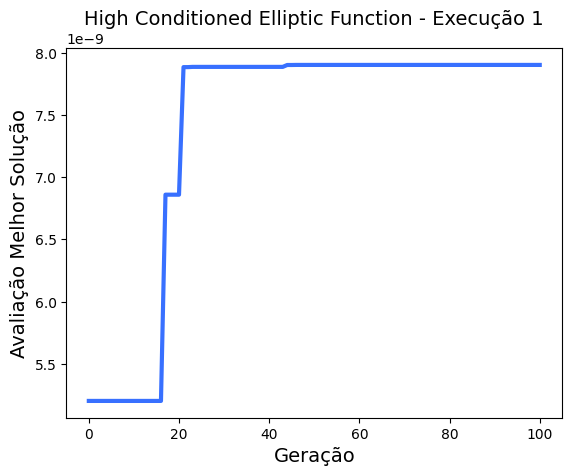 High Conditioned Elliptic Function - Execução 1
1e−9
8.0
7.5
7.0
6.5
6.0
5.5
Avaliação Melhor Solução
0 20 40 60 80 100
Geração